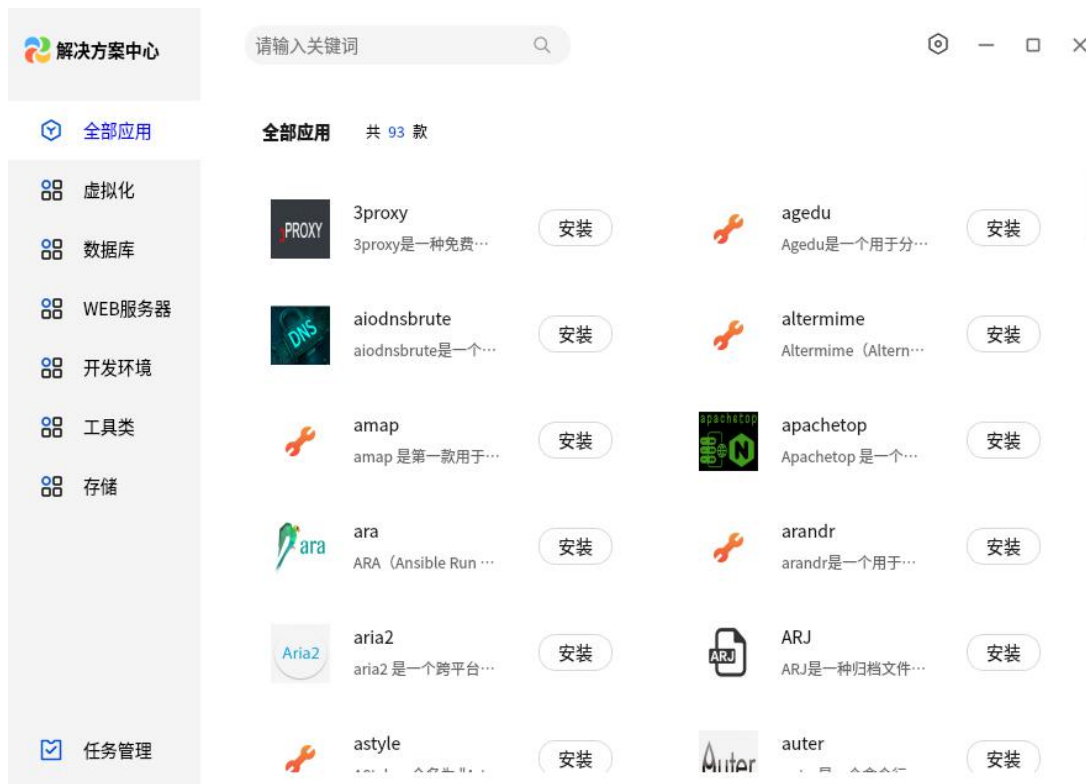 解决方案中心
请输入关键词
全部应用
虚拟化
数据库
WEB服务器
开发环境
工具类
存储
任务管理
全部应用 共 93 款
3PROXY
3proxy
3proxy是一种免费···
安装
agedu
Agedu是一个用于分···
安装
DNS
aiodnsbrute
aiodnsbrute是一个···
安装
altermime
Altermime（Altern···
安装
amap
amap 是第一款用于···
安装
apachetop
apachetop
Apachetop 是一个···
安装
ara
ara
ARA（Ansible Run ···
安装
arandr
arandr是一个用于···
安装
Aria2
aria2
aria2 是一个跨平台···
安装
ARJ
ARJ
ARJ是一种归档文件···
安装
astyle
安装
Auter
auter
安装